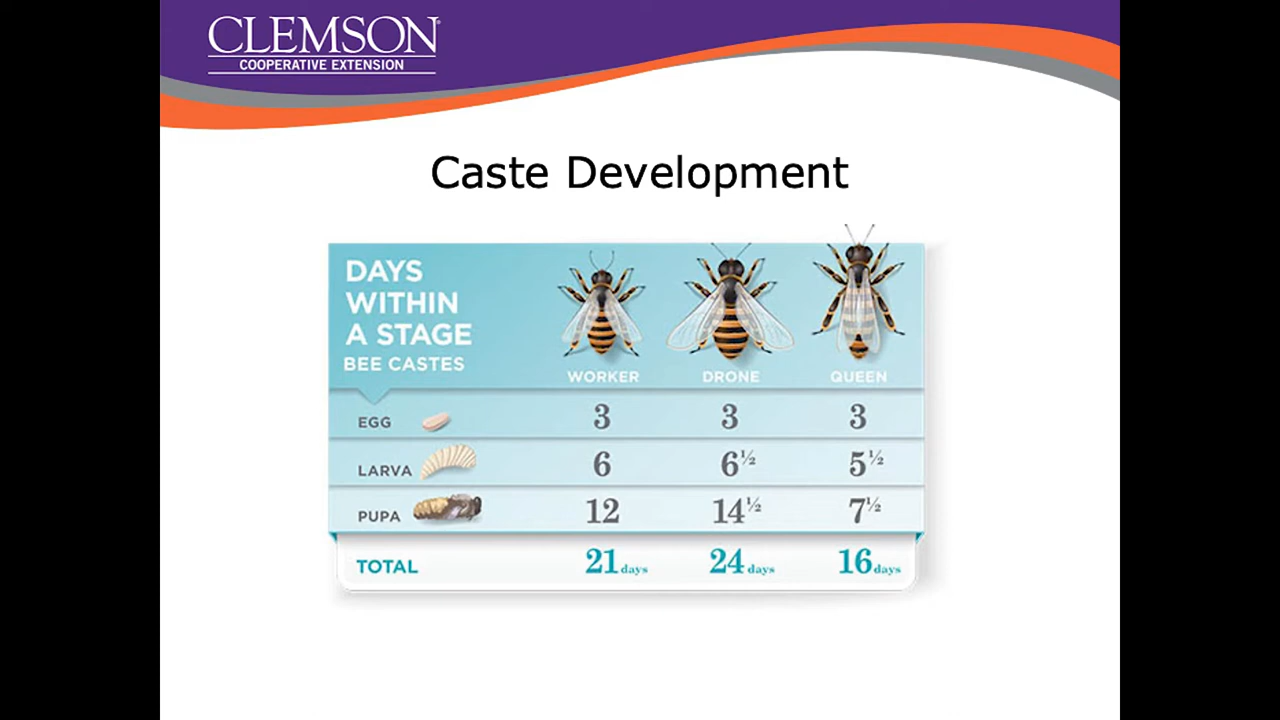 CLEMSON®
COOPERATIVE EXTENSION
Caste Development
DAYS
WITHIN
A STAGE
BEE CASTES
WORKER DRONE QUEEN
EGG 3 3 3
LARVA 6 6½ 5½
PUPA 12 14½ 7½
TOTAL 21 days 24 days 16 days